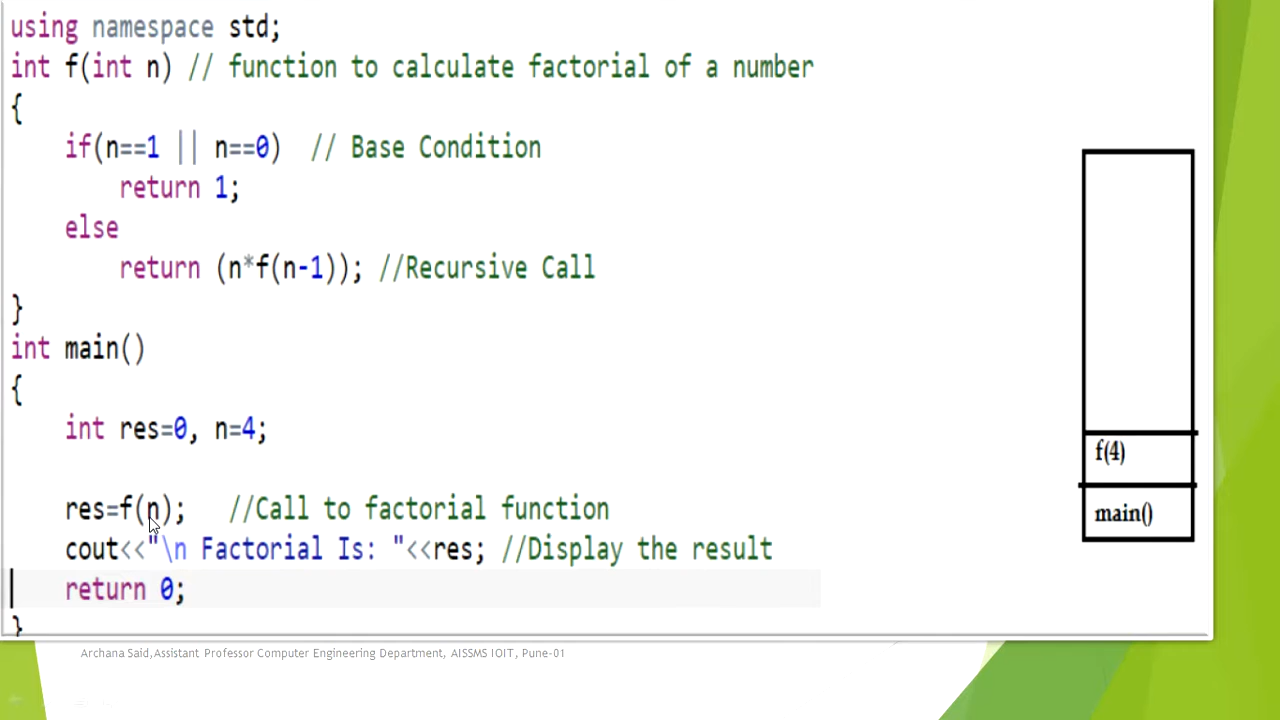 using namespace std;
int f(int n) // function to calculate factorial of a number
{
if(n==1 || n==0) // Base Condition
return 1;
else
return (n*f(n-1)); //Recursive Call
}
int main()
{
int res=0, n=4;
res=f(n); //Call to factorial function
cout<<"\n Factorial Is: "<<res; //Display the result
return 0;
}
f(4)
main()
Archana Said,Assistant Professor Computer Engineering Department, AISSMS IOIT, Pune-01